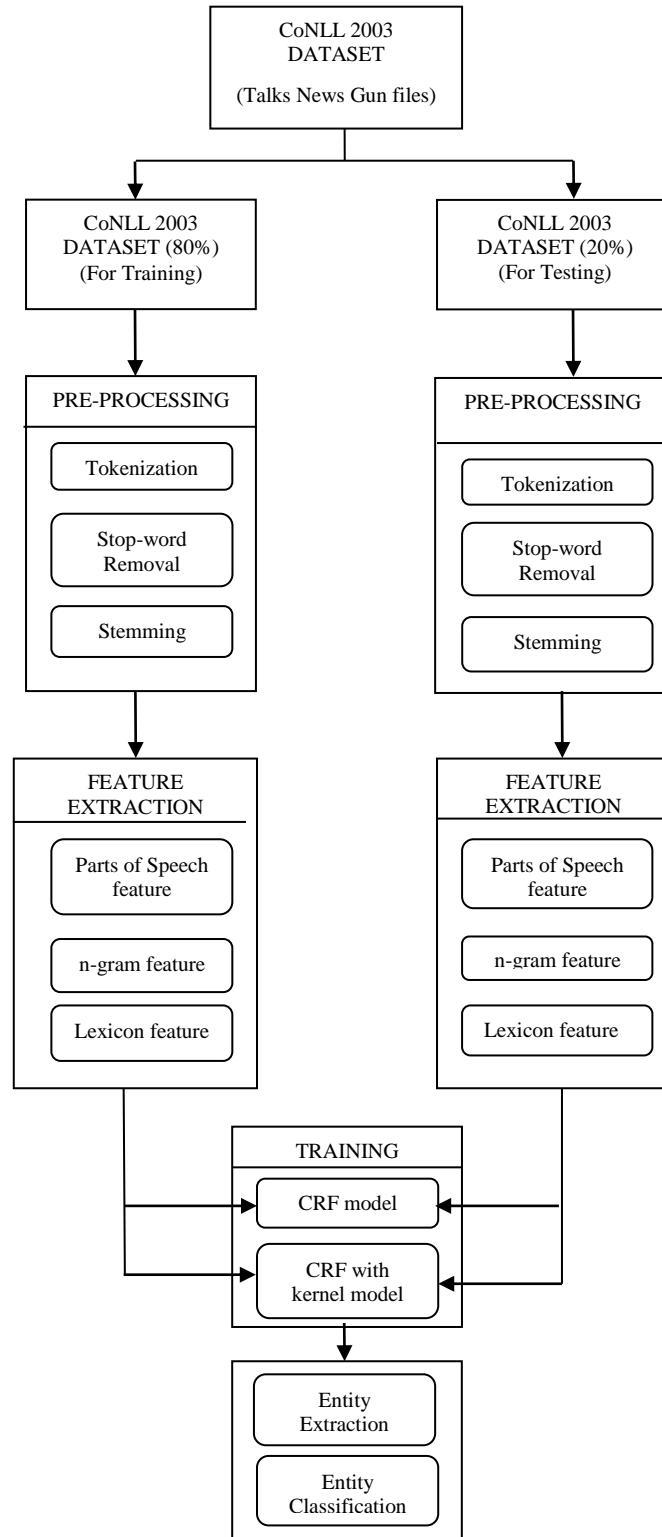 CoNLL 2003
DATASET
(Talks News Gun files)
CoNLL 2003
DATASET (80%)
(For Training)
CoNLL 2003
DATASET (20%)
(For Testing)
PRE-PROCESSING
Tokenization
Stop-word
Removal
Stemming
PRE-PROCESSING
Tokenization
Stop-word
Removal
Stemming
FEATURE
EXTRACTION
Parts of Speech
feature
n-gram feature
Lexicon feature
FEATURE
EXTRACTION
Parts of Speech
feature
n-gram feature
Lexicon feature
TRAINING
CRF model
CRF with
kernel model
Entity
Extraction
Entity
Classification